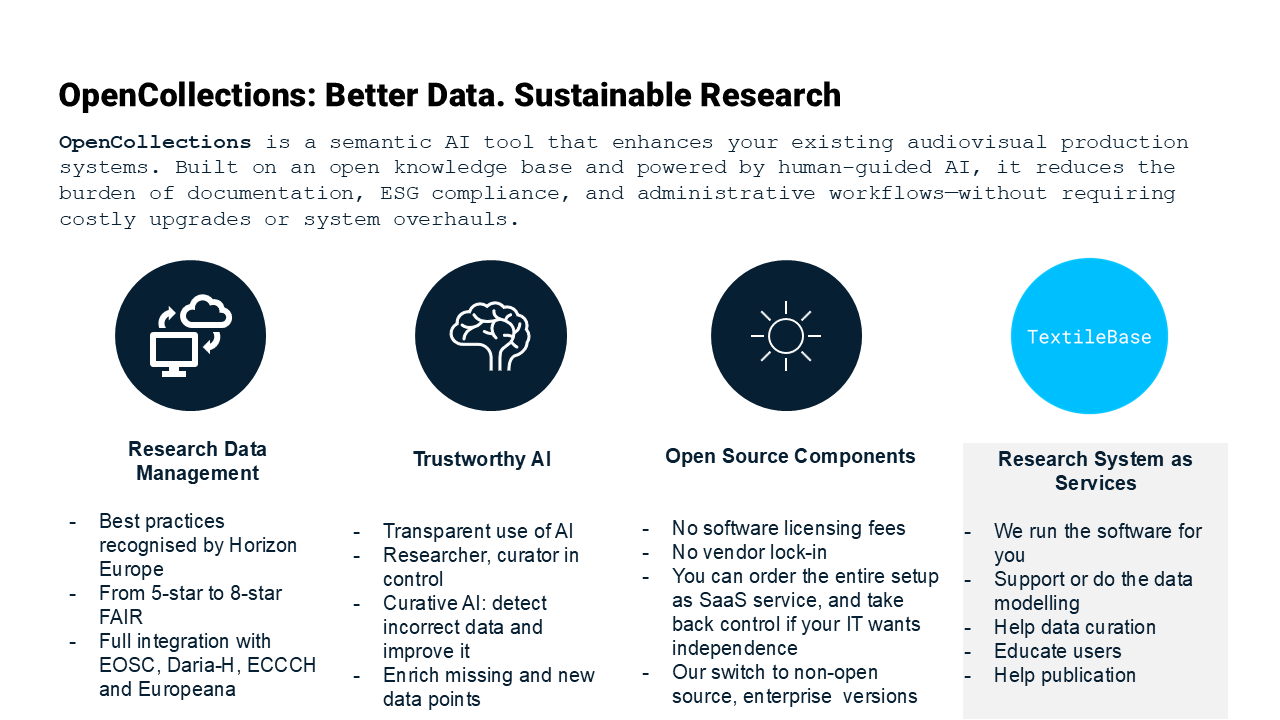 OpenCollections: Better Data. Sustainable Research
OpenCollections is a semantic AI tool that enhances your existing audiovisual production
systems. Built on an open knowledge base and powered by human-guided AI, it reduces the
burden of documentation, ESG compliance, and administrative workflows—without requiring
costly upgrades or system overhauls.
Research Data
Management
- Best practices
recognised by Horizon
Europe
- From 5-star to 8-star
FAIR
- Full integration with
EOSC, Daria-H, ECCCH
and Europeana
Trustworthy AI
- Transparent use of AI
- Researcher, curator in
control
- Curative AI: detect
incorrect data and
improve it
- Enrich missing and new
data points
Open Source Components
- No software licensing fees
- No vendor lock-in
- You can order the entire setup
as SaaS service, and take
back control if your IT wants
independence
- Our switch to non-open
source, enterprise  versions
TextileBase
Research System as
Services
- We run the software for
you
- Support or do the data
modelling
- Help data curation
- Educate users
- Help publication